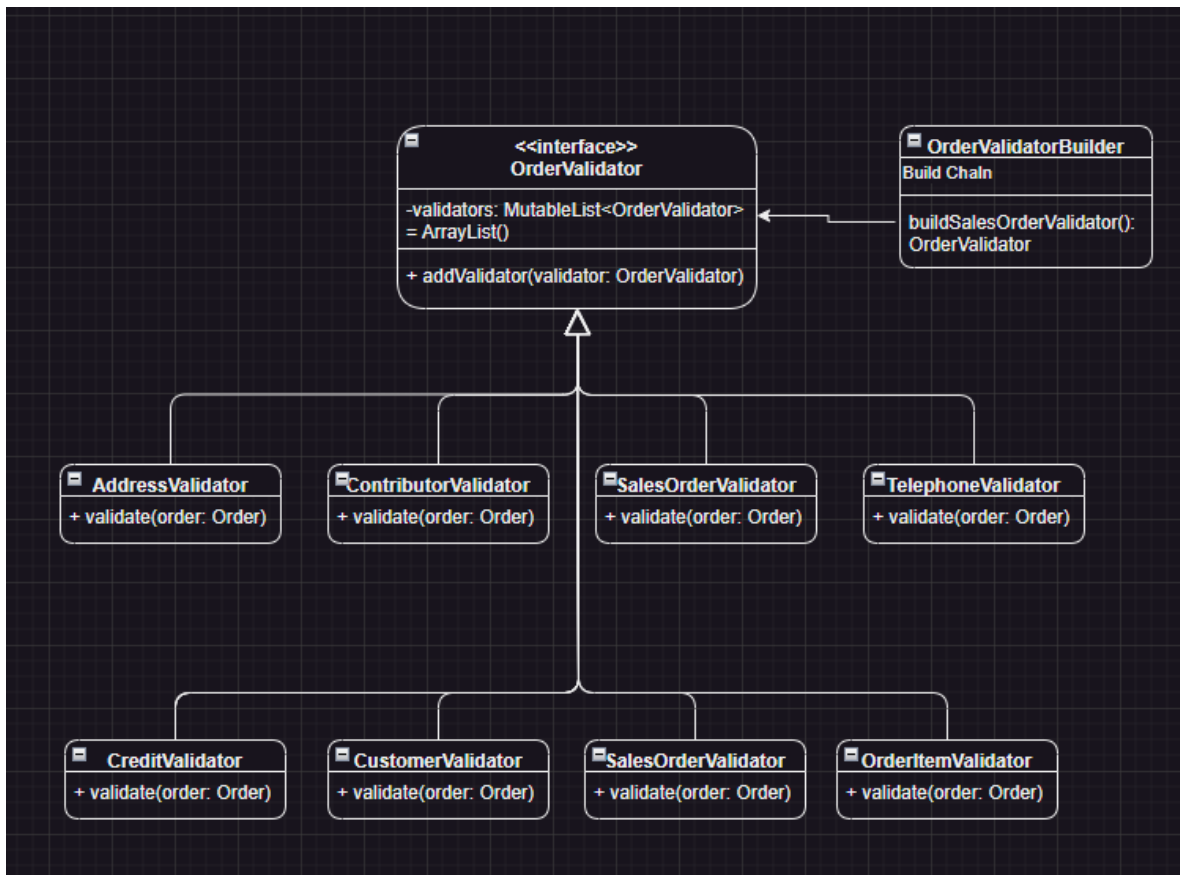 <<interface>>
OrderValidator
-validators: MutableList<OrderValidator>
= ArrayList()
+ addValidator(validator: OrderValidator)
OrderValidatorBuilder
Build ChaIn
buildSalesOrderValidator():
OrderValidator
AddressValidator
+ validate(order: Order)
ContributorValidator
+ validate(order: Order)
SalesOrderValidator
+ validate(order: Order)
TelephoneValidator
+ validate(order: Order)
CreditValidator
+ validate(order: Order)
CustomerValidator
+ validate(order: Order)
SalesOrderValidator
+ validate(order: Order)
OrderItemValidator
+ validate(order: Order)